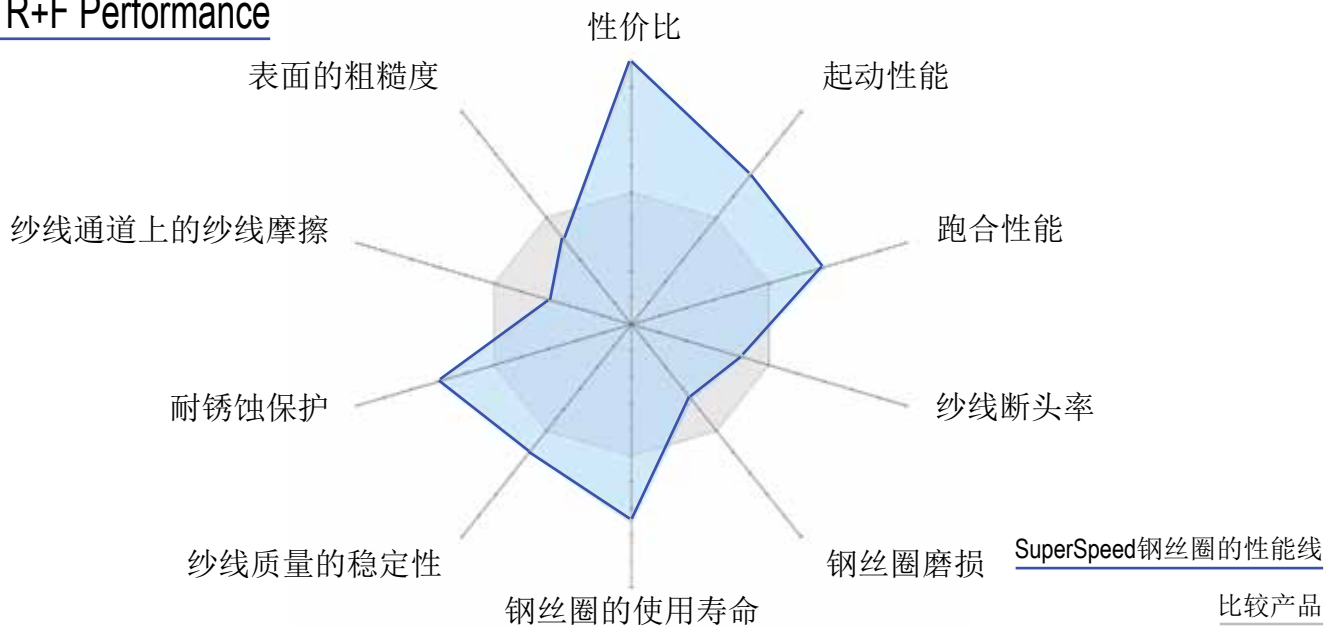 R+F Performance
性价比
表面的粗糙度
起动性能
纱线通道上的纱线摩擦
跑合性能
耐锈蚀保护
纱线断头率
纱线质量的稳定性
钢丝圈磨损
SuperSpeed钢丝圈的性能线
钢丝圈的使用寿命
比较产品